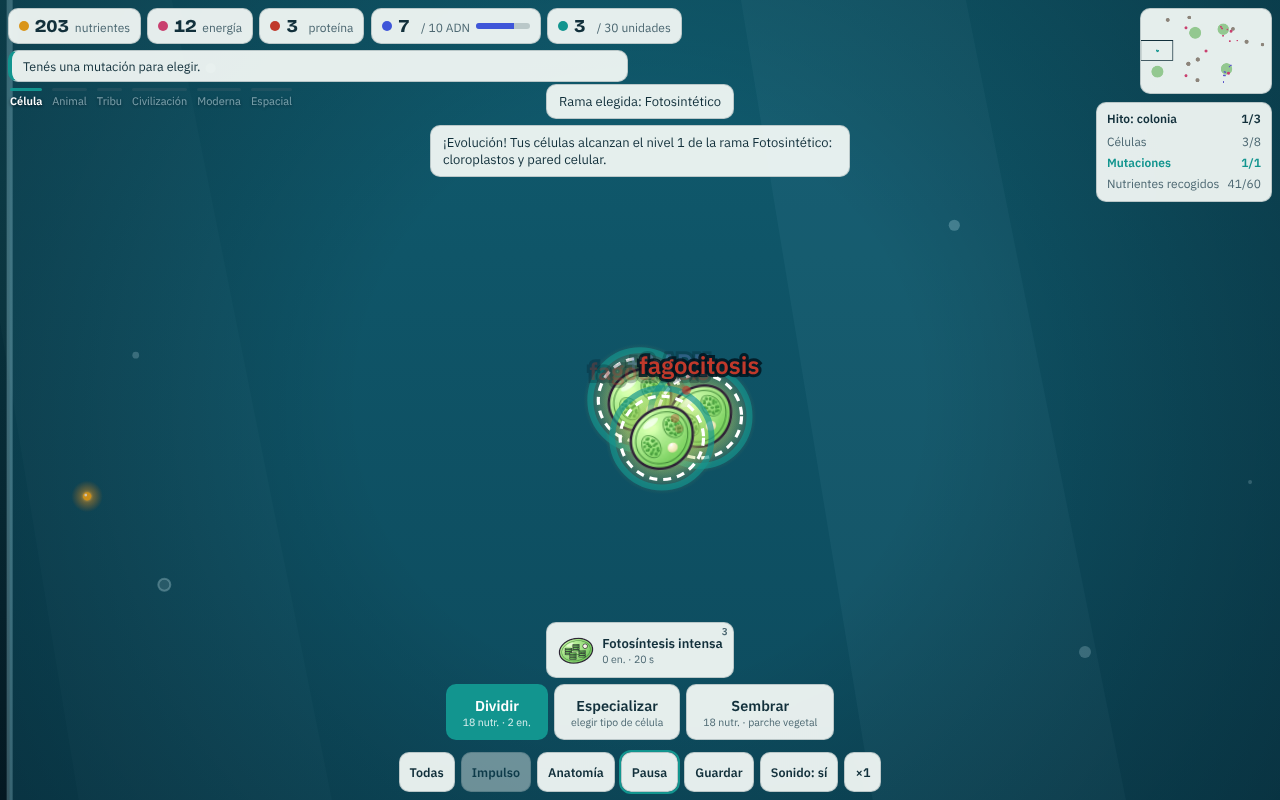 203 nutrientes
12 energía
3 proteína
7 / 10 ADN
3 / 30 unidades
Tenés una mutación para elegir.
Célula Animal Tribu Civilización Moderna Espacial
Rama elegida: Fotosintético
¡Evolución! Tus células alcanzan el nivel 1 de la rama Fotosintético:
cloroplastos y pared celular.
Hito: colonia 1/3
Células 3/8
Mutaciones 1/1
Nutrientes recogidos 41/60
fagocitosis
3
Fotosíntesis intensa
0 en. · 20 s
Dividir
18 nutr. · 2 en.
Especializar
elegir tipo de célula
Sembrar
18 nutr. · parche vegetal
Todas
Impulso
Anatomía
Pausa
Guardar
Sonido: sí
×1